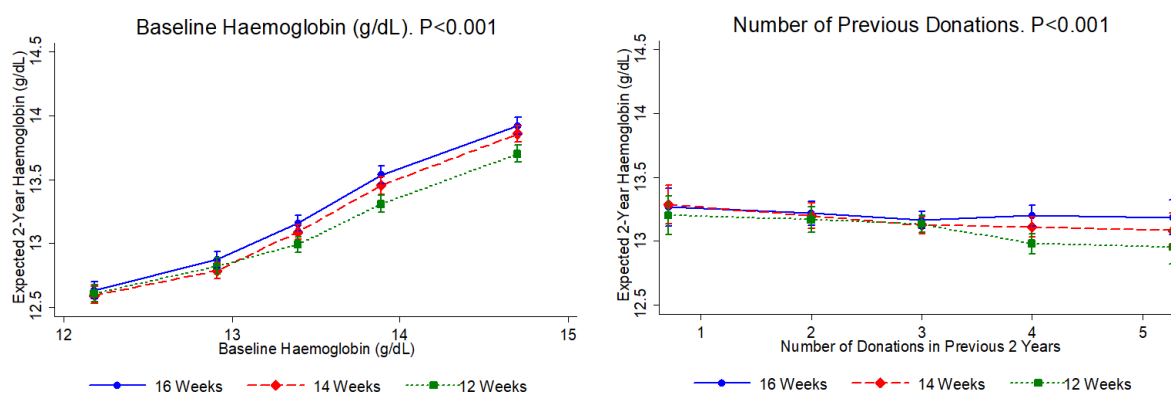 Baseline Haemoglobin (g/dL). P<0.001
Expected 2-Year Haemoglobin (g/dL)
14.5
14
13.5
13
12.5
12 13 14 15
Baseline Haemoglobin (g/dL)
16 Weeks 14 Weeks 12 Weeks
Number of Previous Donations. P<0.001
Expected 2-Year Haemoglobin (g/dL)
14.5
14
13.5
13
12.5
1 2 3 4 5
Number of Donations in Previous 2 Years
16 Weeks 14 Weeks 12 Weeks